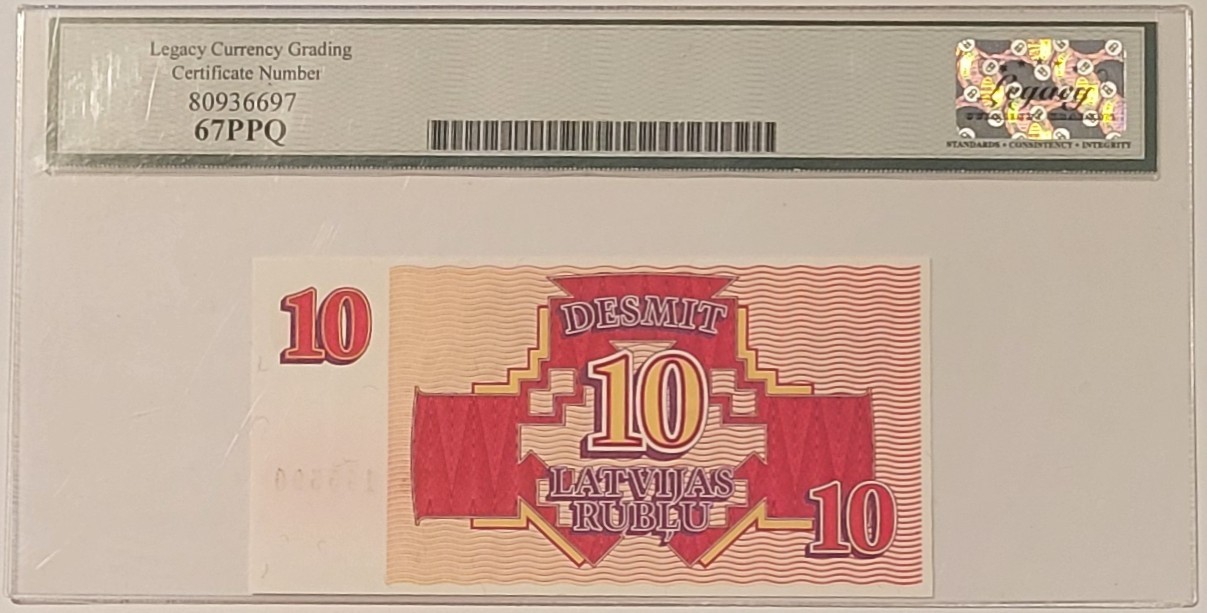 Legacy Currency Grading
Certificate Number
80936697
67PPQ
Legacy
STANDARDS • CONSISTENCY • INTEGRITY
10
DESMIT
10
LATVIJAS
RUBĻU
10